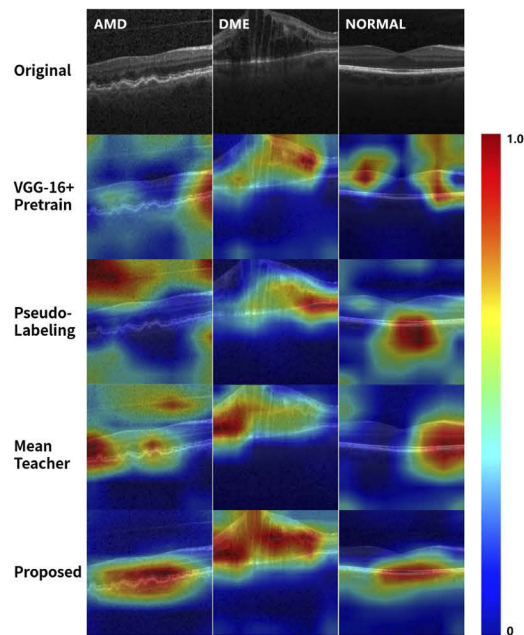 AMD DME NORMAL
Original
1.0
VGG-16+
Pretrain
Pseudo-
Labeling
Mean
Teacher
Proposed
0